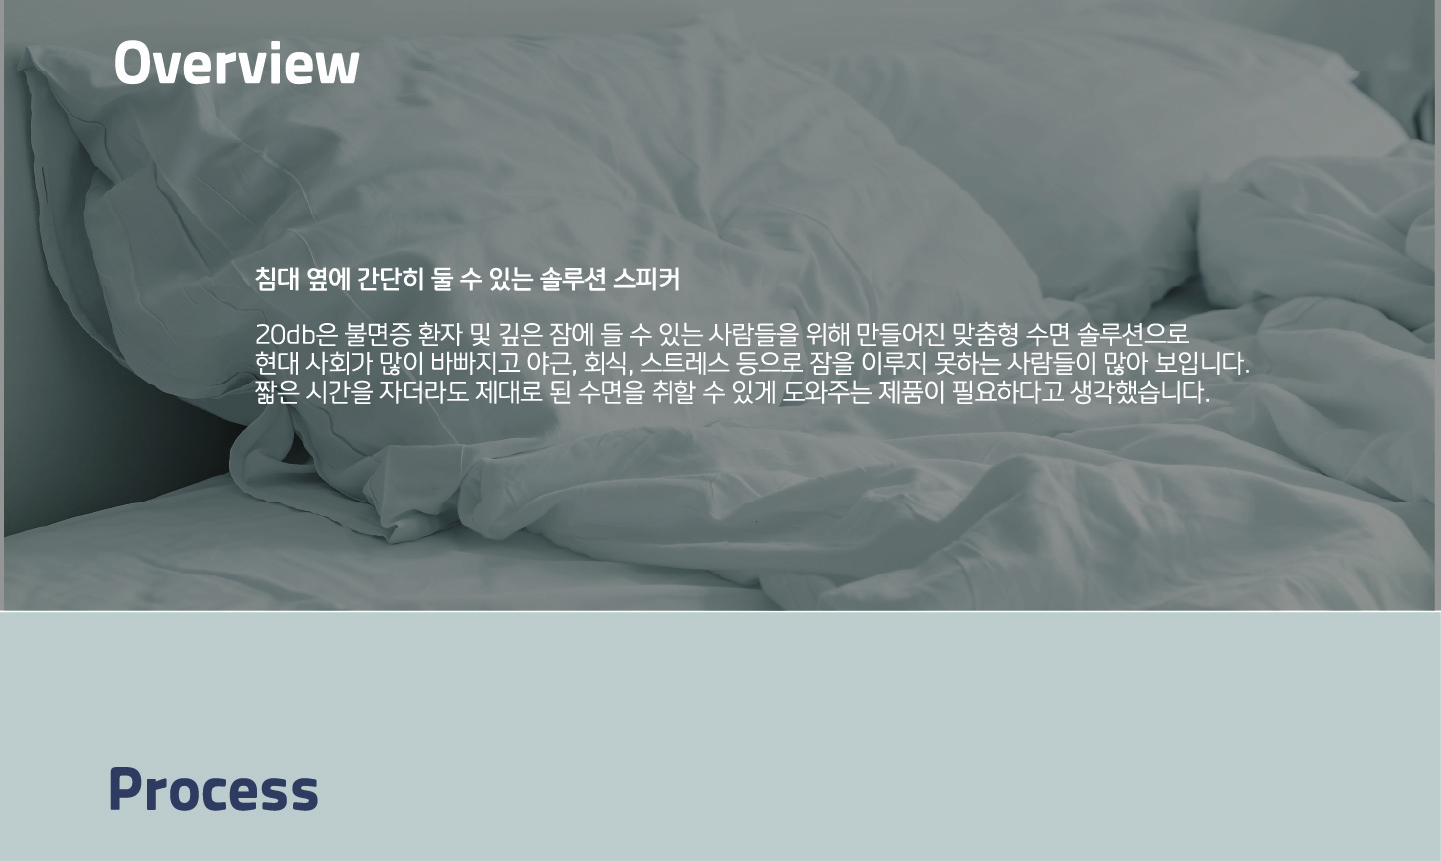 Overview
침대 옆에 간단히 둘 수 있는 솔루션 스피커
20db은 불면증 환자 및 깊은 잠에 들 수 있는 사람들을 위해 만들어진 맞춤형 수면 솔루션으로
현대 사회가 많이 바빠지고 야근, 회식, 스트레스 등으로 잠을 이루지 못하는 사람들이 많아 보입니다.
짧은 시간을 자더라도 제대로 된 수면을 취할 수 있게 도와주는 제품이 필요하다고 생각했습니다.
Process